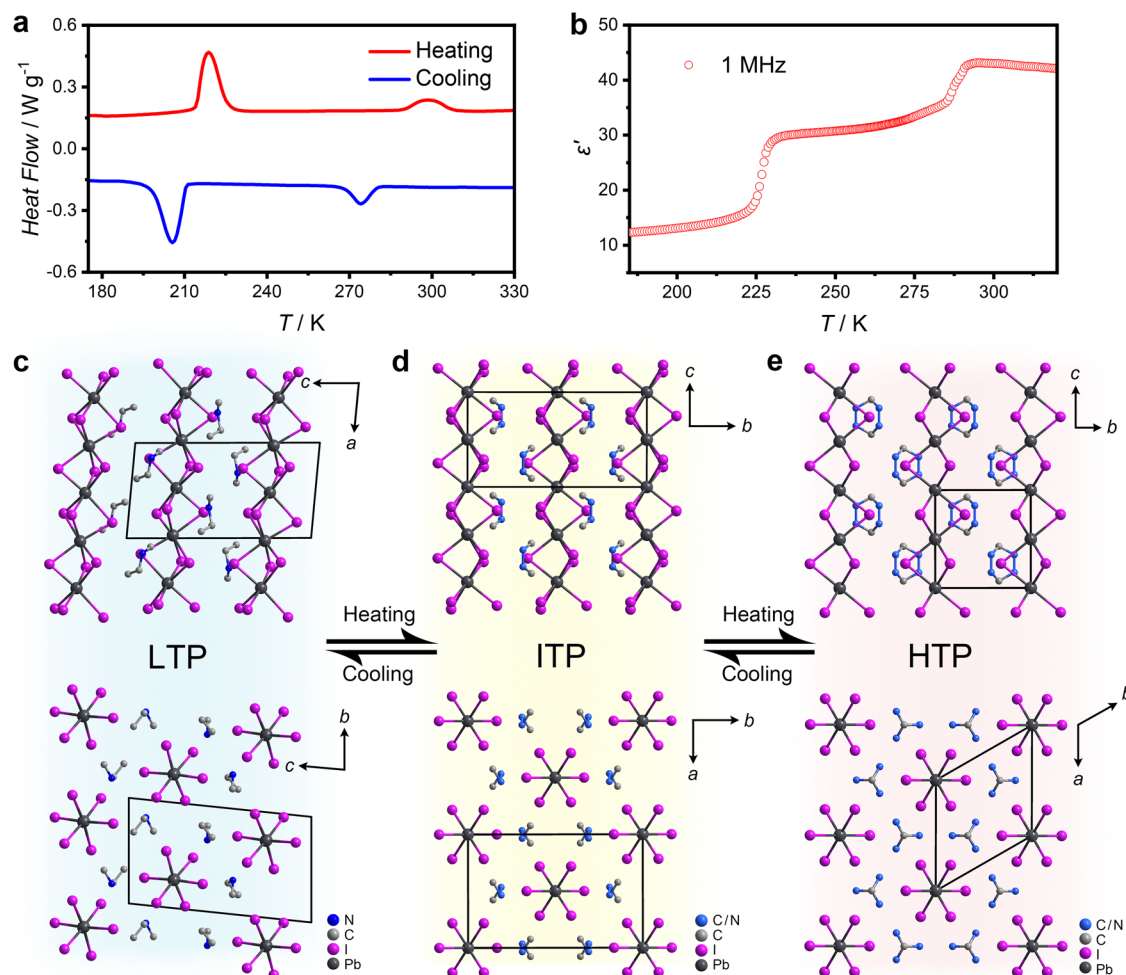 a
0.6
0.3
0.0
-0.3
-0.6
Heat Flow / W g⁻¹
Heating
Cooling
175
210
240
270
300
330
T / K
b
50
40
30
20
10
ε′
1 MHz
200
225
250
275
300
T / K
c
c
a
d
c
b
e
c
b
LTP
Heating
Cooling
ITP
Heating
Cooling
HTP
b
c
N
C
I
Pb
b
a
C/N
C
I
Pb
b
a
C/N
C
I
Pb